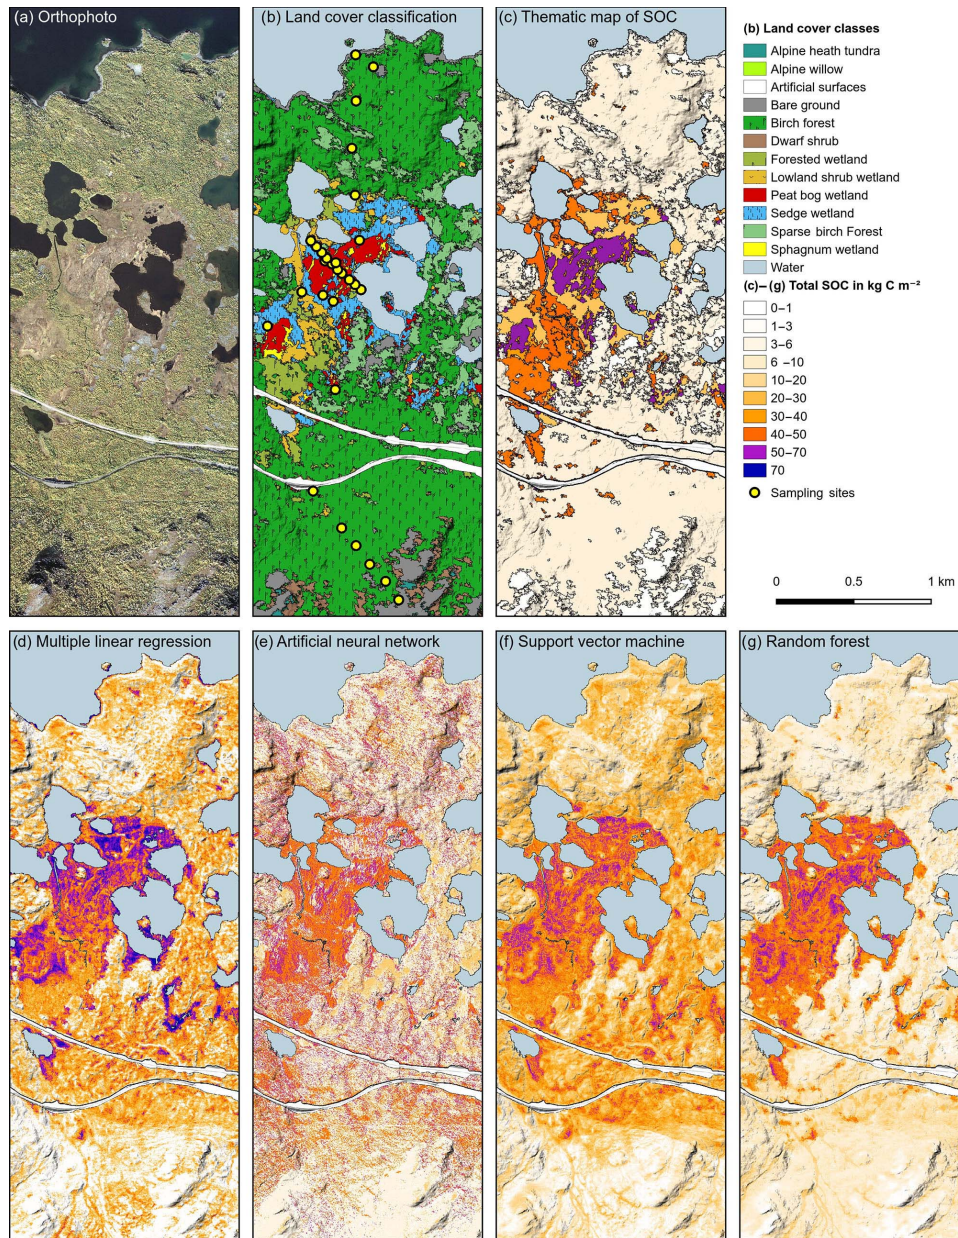 (a) Orthophoto
(b) Land cover classification
(c) Thematic map of SOC
(b) Land cover classes
Alpine heath tundra
Alpine willow
Artificial surfaces
Bare ground
Birch forest
Dwarf shrub
Forested wetland
Lowland shrub wetland
Peat bog wetland
Sedge wetland
Sparse birch Forest
Sphagnum wetland
Water
(c)–(g) Total SOC in kg C m⁻²
0–1
1–3
3–6
6 –10
10–20
20–30
30–40
40–50
50–70
70
Sampling sites
0 0.5 1 km
(d) Multiple linear regression
(e) Artificial neural network
(f) Support vector machine
(g) Random forest